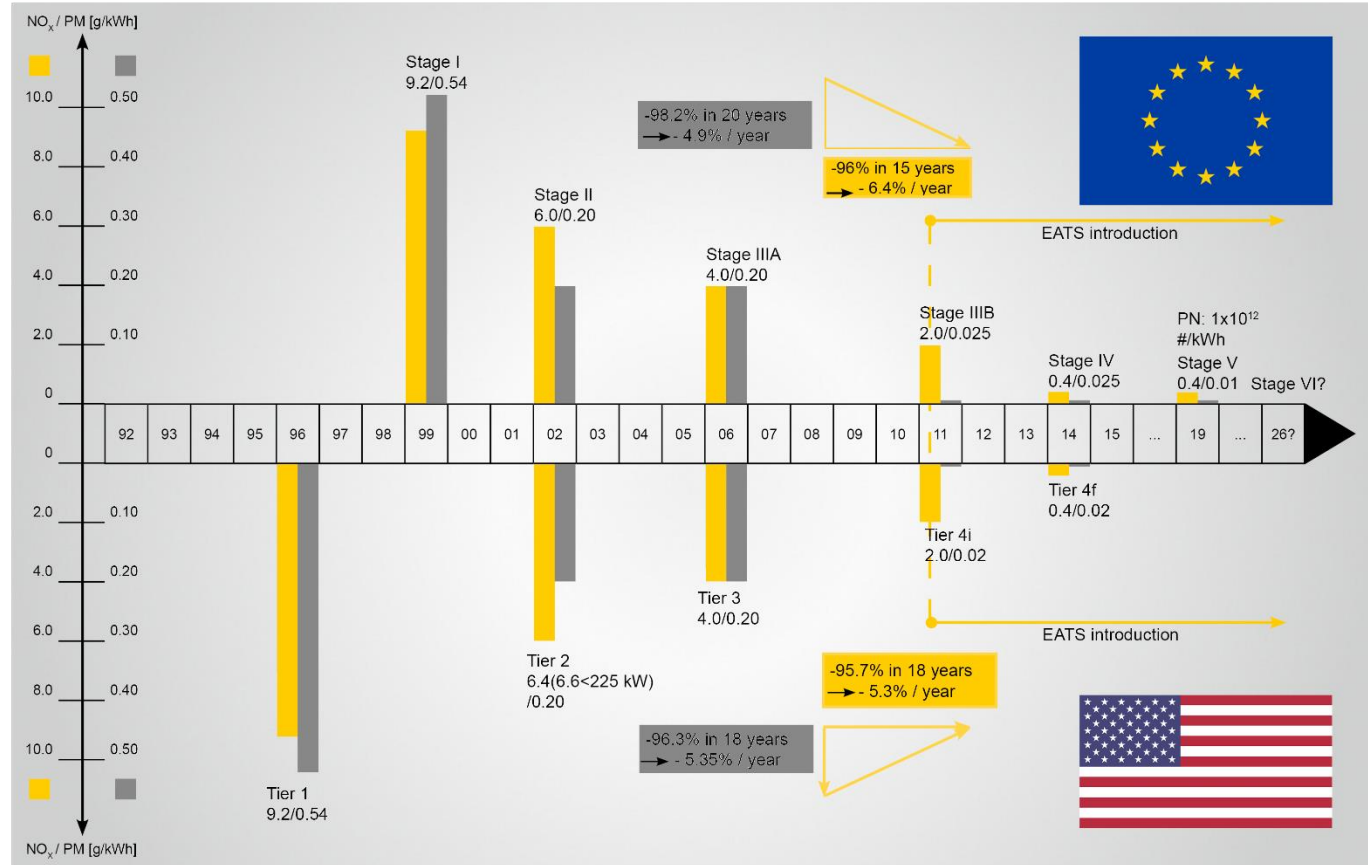 NOx / PM [g/kWh]
10.0 0.50
8.0 0.40
6.0 0.30
4.0 0.20
2.0 0.10
0 0
Stage I
9.2/0.54
Stage II
6.0/0.20
Stage IIIA
4.0/0.20
-98.2% in 20 years
- 4.9% / year
-96% in 15 years
- 6.4% / year
EATS introduction
Stage IIIB
2.0/0.025
Stage IV
0.4/0.025
PN: 1x10¹²
#/kWh
Stage V
0.4/0.01
Stage VI?
92 93 94 95 96 97 98 99 00 01 02 03 04 05 06 07 08 09 10 11 12 13 14 15 ... 19 ... 26?
0
2.0 0.10
4.0 0.20
6.0 0.30
8.0 0.40
10.0 0.50
Tier 1
9.2/0.54
Tier 2
6.4(6.6<225 kW)
/0.20
Tier 3
4.0/0.20
Tier 4i
2.0/0.02
Tier 4f
0.4/0.02
EATS introduction
-95.7% in 18 years
- 5.3% / year
-96.3% in 18 years
- 5.35% / year
NOx / PM [g/kWh]